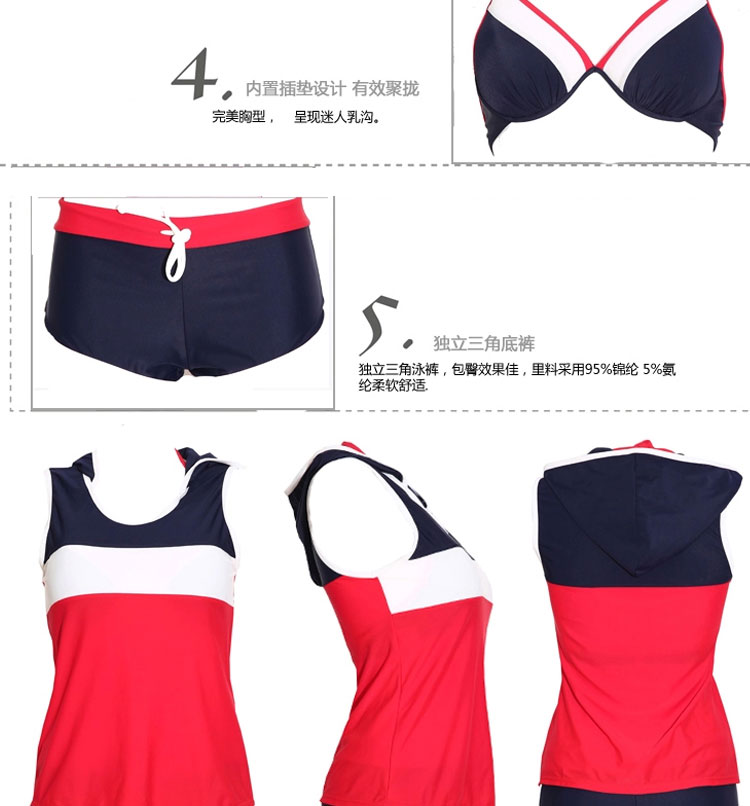 4. 内置插垫设计 有效聚拢
完美胸型， 呈现迷人乳沟。
5. 独立三角底裤
独立三角泳裤，包臀效果佳，里料采用95%锦纶 5%氨
纶柔软舒适.